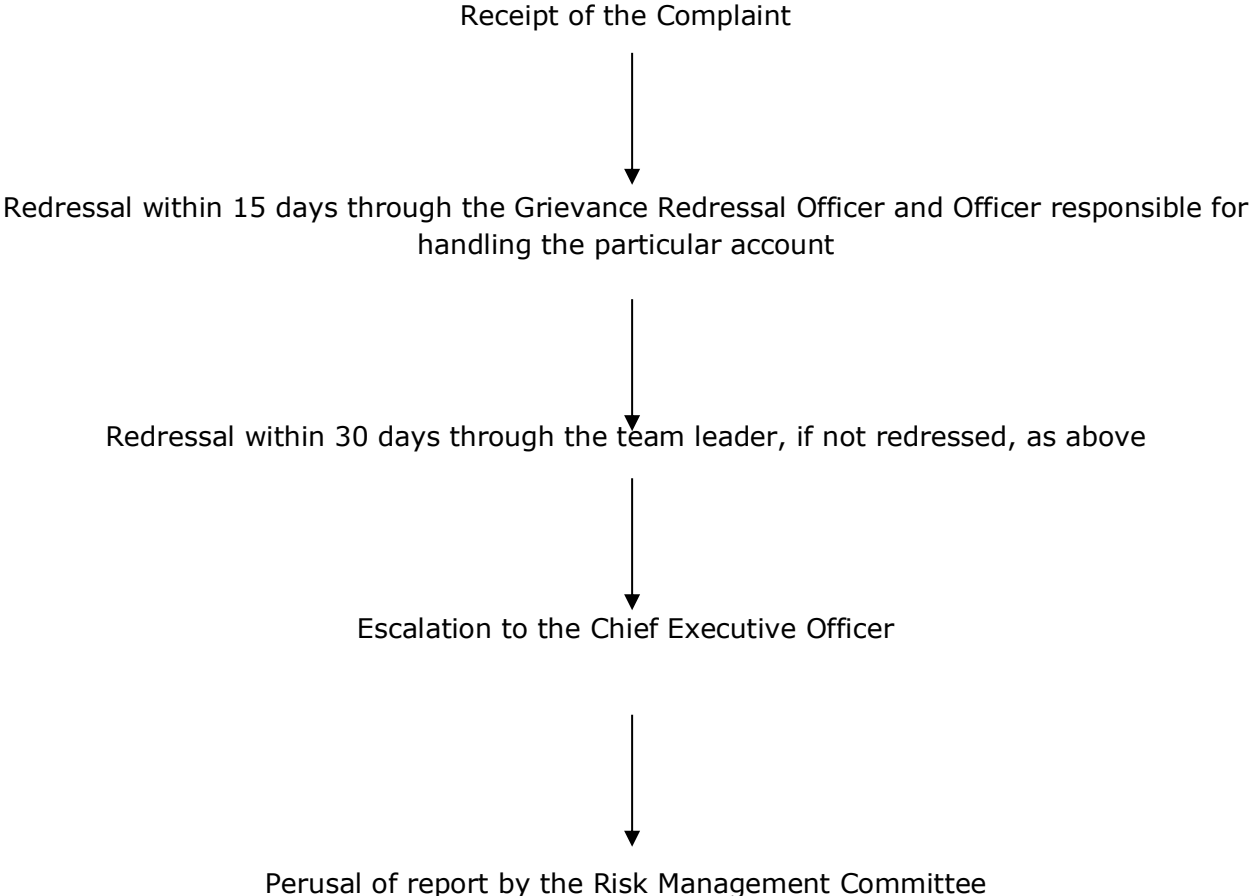 Receipt of the Complaint
Redressal within 15 days through the Grievance Redressal Officer and Officer responsible for
handling the particular account
Redressal within 30 days through the team leader, if not redressed, as above
Escalation to the Chief Executive Officer
Perusal of report by the Risk Management Committee